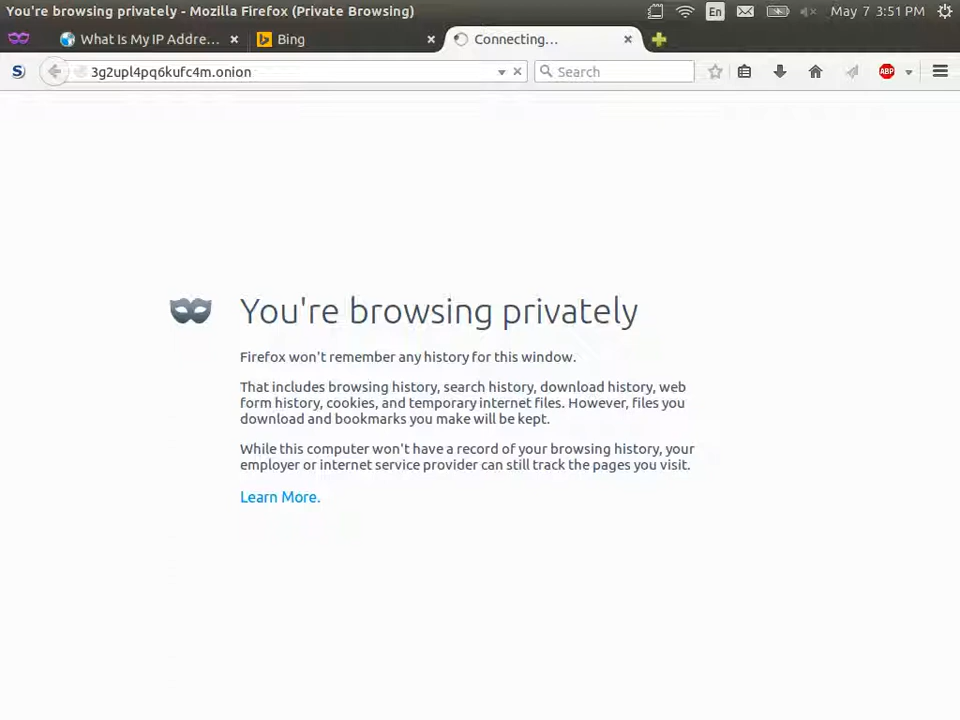 You're browsing privately - Mozilla Firefox (Private Browsing)
En
May 7 3:51 PM
What Is My IP Addre...
Bing
Connecting...
S
3g2upl4pq6kufc4m.onion
Search
ABP
You're browsing privately
Firefox won't remember any history for this window.
That includes browsing history, search history, download history, web
form history, cookies, and temporary internet files. However, files you
download and bookmarks you make will be kept.
While this computer won't have a record of your browsing history, your
employer or internet service provider can still track the pages you visit.
Learn More.